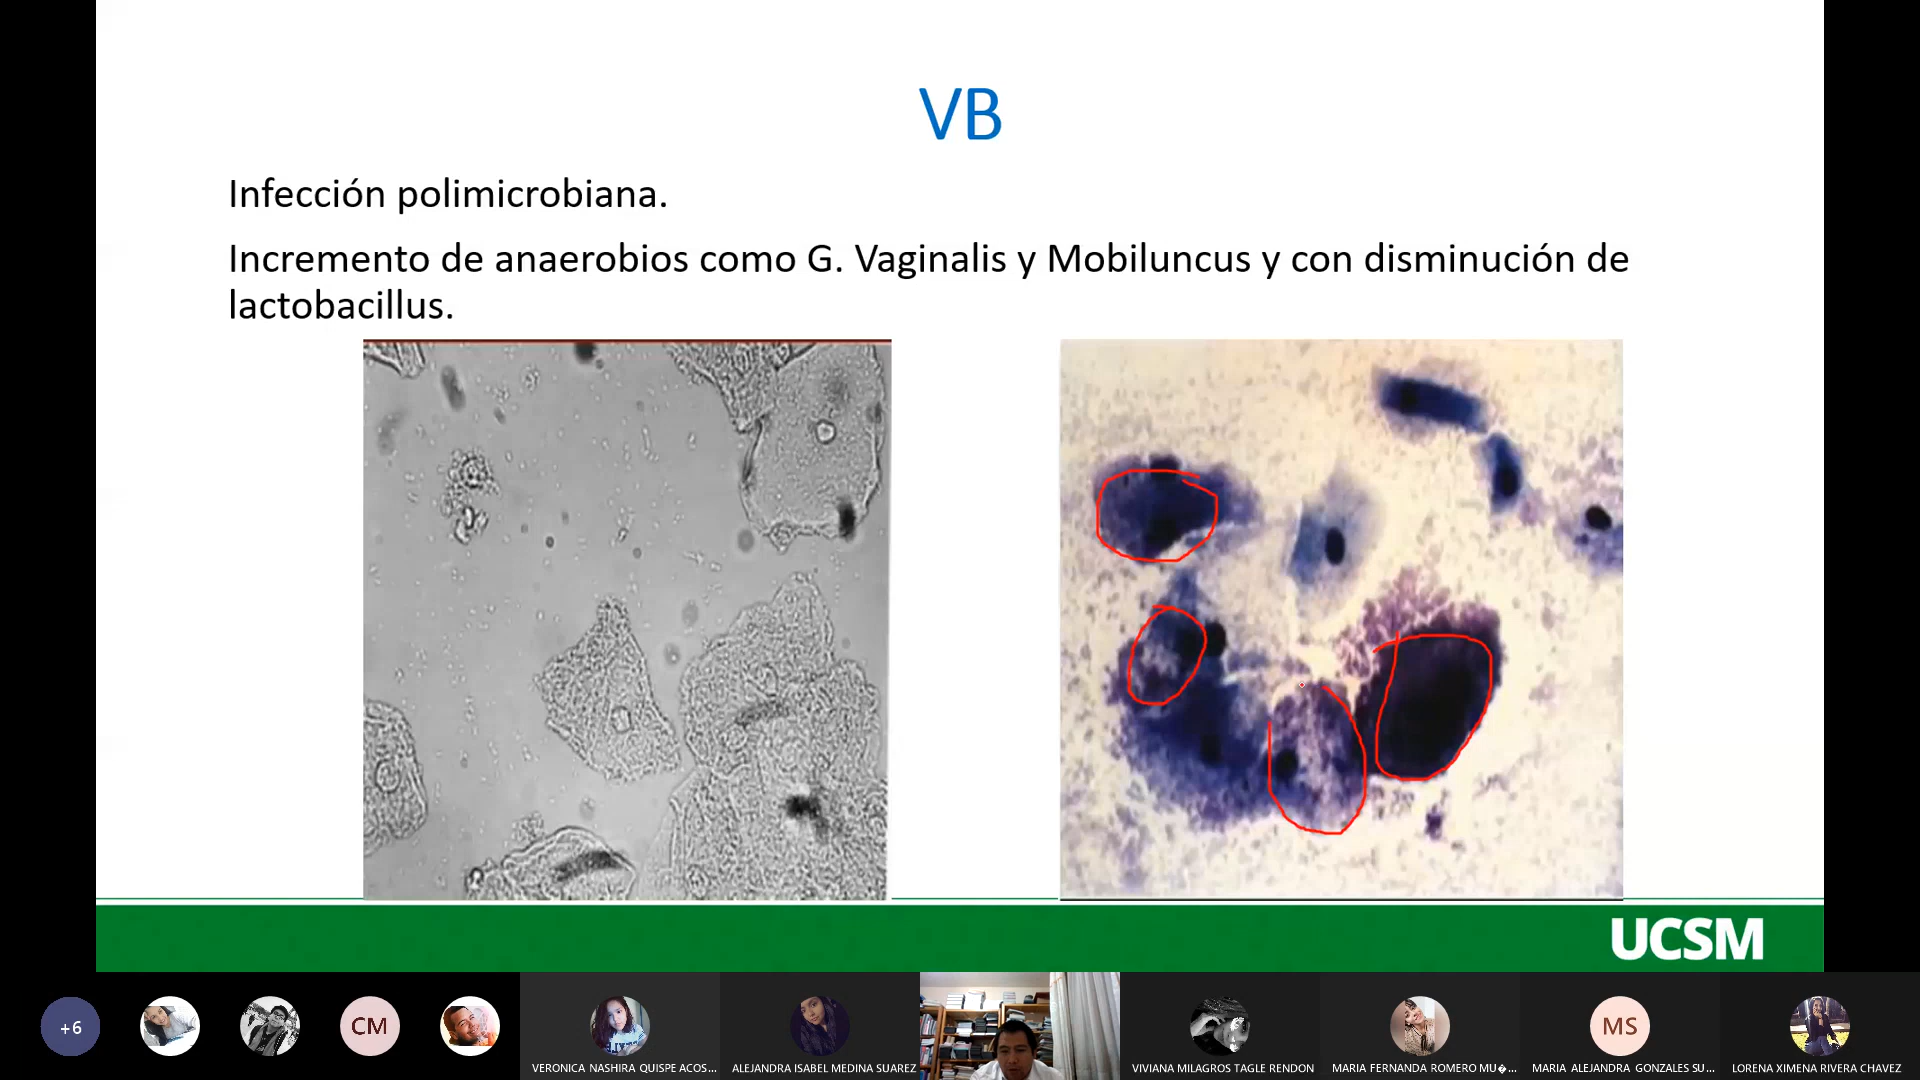 VB
Infección polimicrobiana.
Incremento de anaerobios como G. Vaginalis y Mobiluncus y con disminución de
lactobacillus.
UCSM
+6
CM
MS
VERONICA NASHIRA QUISPE ACOS...
ALEJANDRA ISABEL MEDINA SUAREZ
VIVIANA MILAGROS TAGLE RENDON
MARIA FERNANDA ROMERO MU�...
MARIA ALEJANDRA GONZALES SU...
LORENA XIMENA RIVERA CHAVEZ